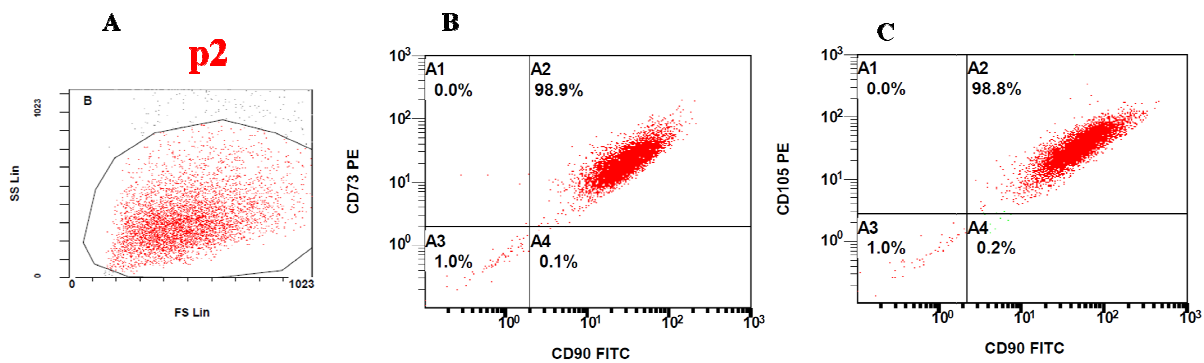 A
p2
B
1023
0
SS Lin
0
1023
FS Lin
B
10³
10²
10¹
10⁰
CD73 PE
A1
0.0%
A2
98.9%
A3
1.0%
A4
0.1%
10⁰
10¹
10²
10³
CD90 FITC
C
10³
10²
10¹
10⁰
CD105 PE
A1
0.0%
A2
98.8%
A3
1.0%
A4
0.2%
10⁰
10¹
10²
10³
CD90 FITC